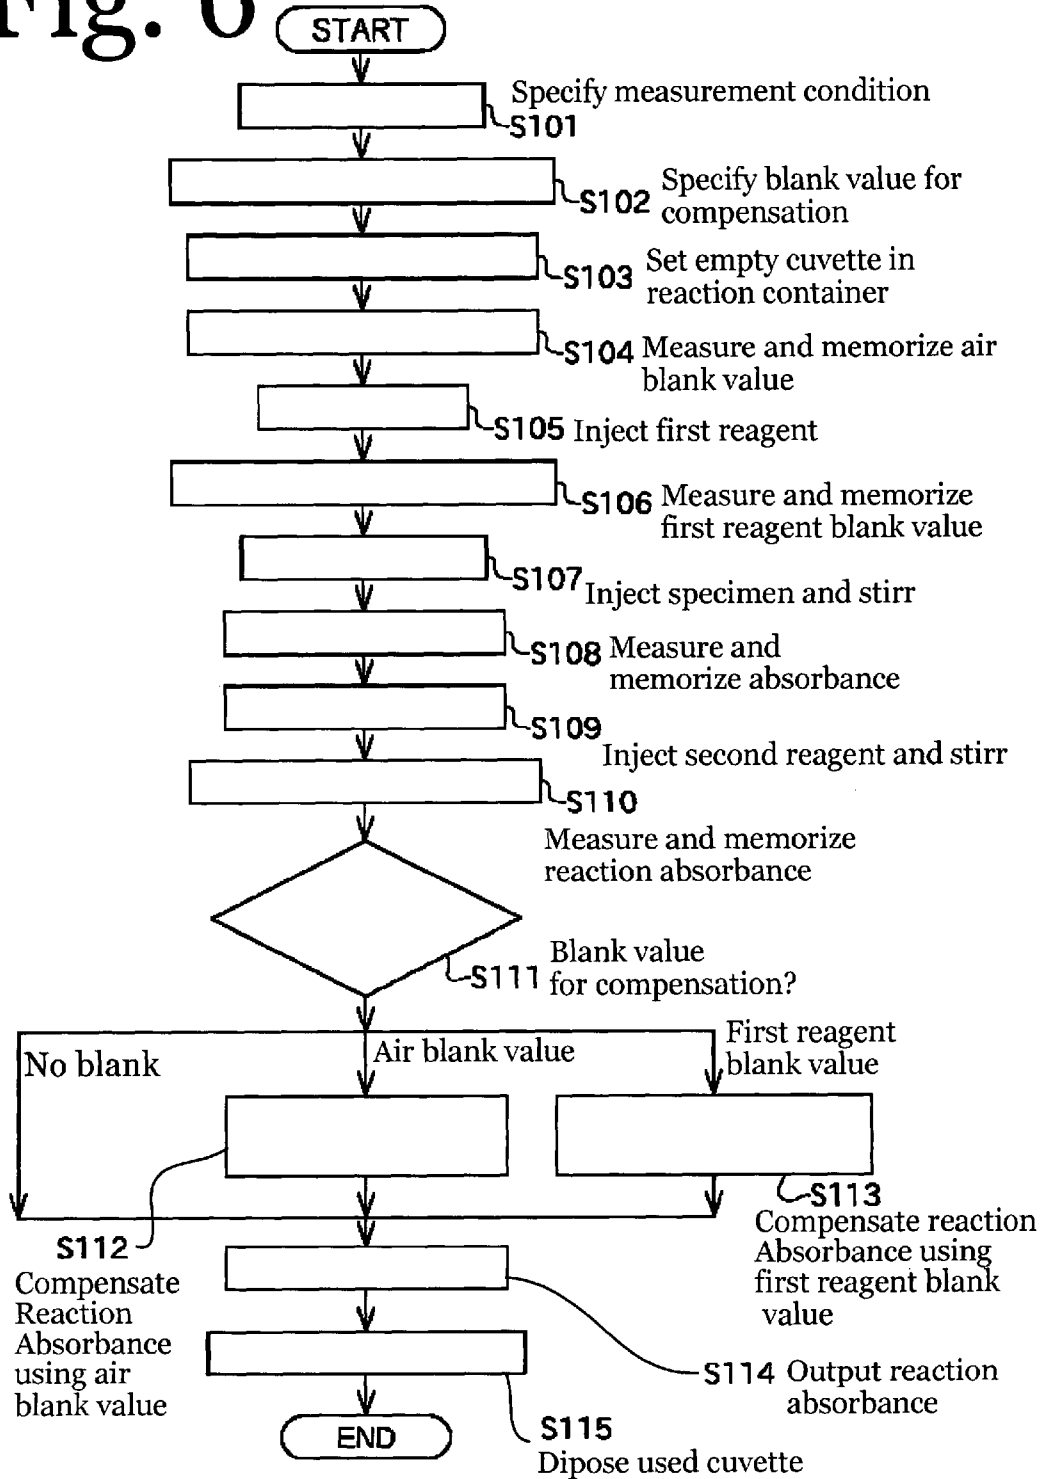 Fig. 6
START
Specify measurement condition
S101
S102 Specify blank value for
compensation
S103 Set empty cuvette in
reaction container
S104 Measure and memorize air
blank value
S105 Inject first reagent
S106 Measure and memorize
first reagent blank value
S107 Inject specimen and stirr
S108 Measure and
memorize absorbance
S109
Inject second reagent and stirr
S110
Measure and memorize
reaction absorbance
S111 Blank value
for compensation?
No blank
Air blank value
First reagent
blank value
S112
Compensate
Reaction
Absorbance
using air
blank value
S113
Compensate reaction
Absorbance using
first reagent blank
value
S114 Output reaction
absorbance
S115
Dipose used cuvette
END